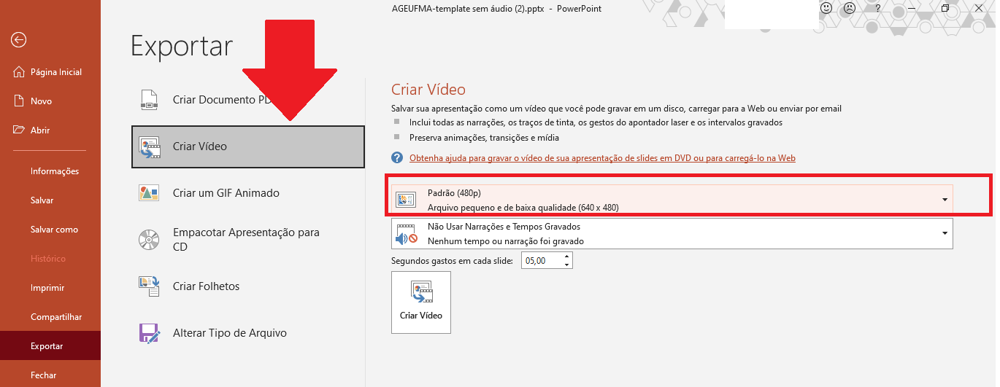 AGEUFMA-template sem áudio (2).pptx - PowerPoint
?
Página Inicial
Novo
Abrir
Informações
Salvar
Salvar como
Histórico
Imprimir
Compartilhar
Exportar
Fechar
Exportar
Criar Documento PD
Criar Vídeo
Criar um GIF Animado
Empacotar Apresentação para
CD
Criar Folhetos
Alterar Tipo de Arquivo
Criar Vídeo
Salvar sua apresentação como um vídeo que você pode gravar em um disco, carregar para a Web ou enviar por email
Inclui todas as narrações, os traços de tinta, os gestos do apontador laser e os intervalos gravados
Preserva animações, transições e mídia
? Obtenha ajuda para gravar o vídeo de sua apresentação de slides em DVD ou para carregá-lo na Web
Padrão (480p)
Arquivo pequeno e de baixa qualidade (640 x 480)
Não Usar Narrações e Tempos Gravados
Nenhum tempo ou narração foi gravado
Segundos gastos em cada slide: 05,00
Criar Vídeo